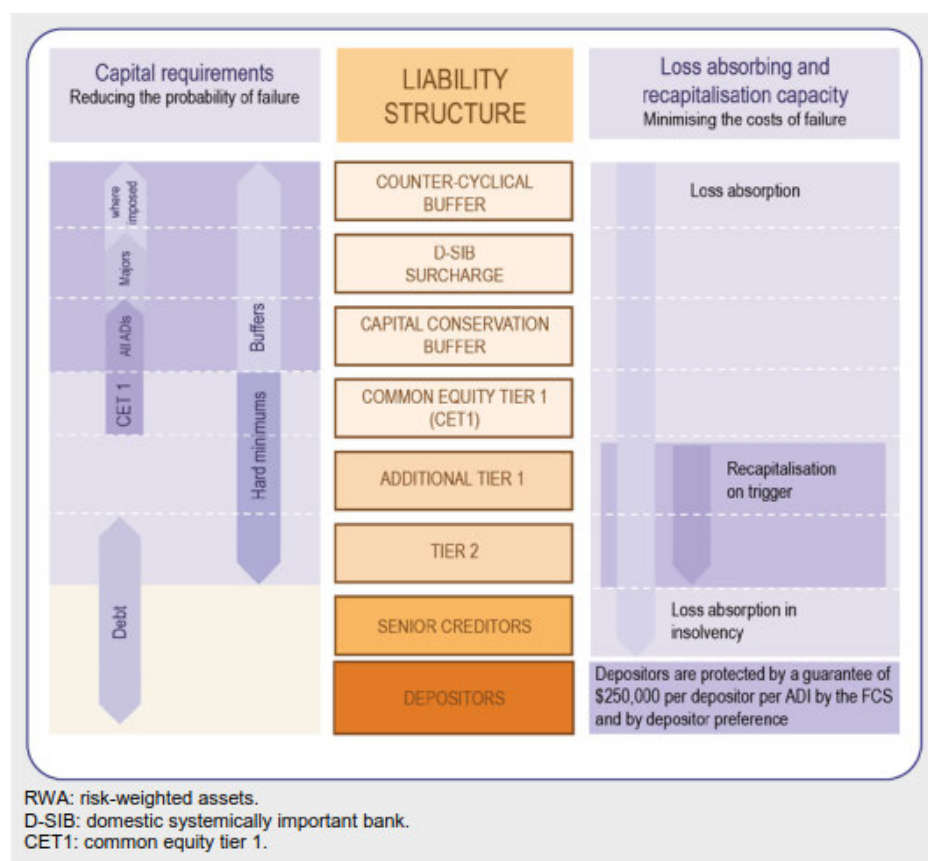 Capital requirements
Reducing the probability of failure
LIABILITY
STRUCTURE
Loss absorbing and
recapitalisation capacity
Minimising the costs of failure
where
imposed
Majors
All ADIs
CET 1
Debt
Buffers
Hard minimums
COUNTER-CYCLICAL
BUFFER
D-SIB
SURCHARGE
CAPITAL CONSERVATION
BUFFER
COMMON EQUITY TIER 1
(CET1)
ADDITIONAL TIER 1
TIER 2
SENIOR CREDITORS
DEPOSITORS
Loss absorption
Recapitalisation
on trigger
Loss absorption in
insolvency
Depositors are protected by a guarantee of
$250,000 per depositor per ADI by the FCS
and by depositor preference
RWA: risk-weighted assets.
D-SIB: domestic systemically important bank.
CET1: common equity tier 1.